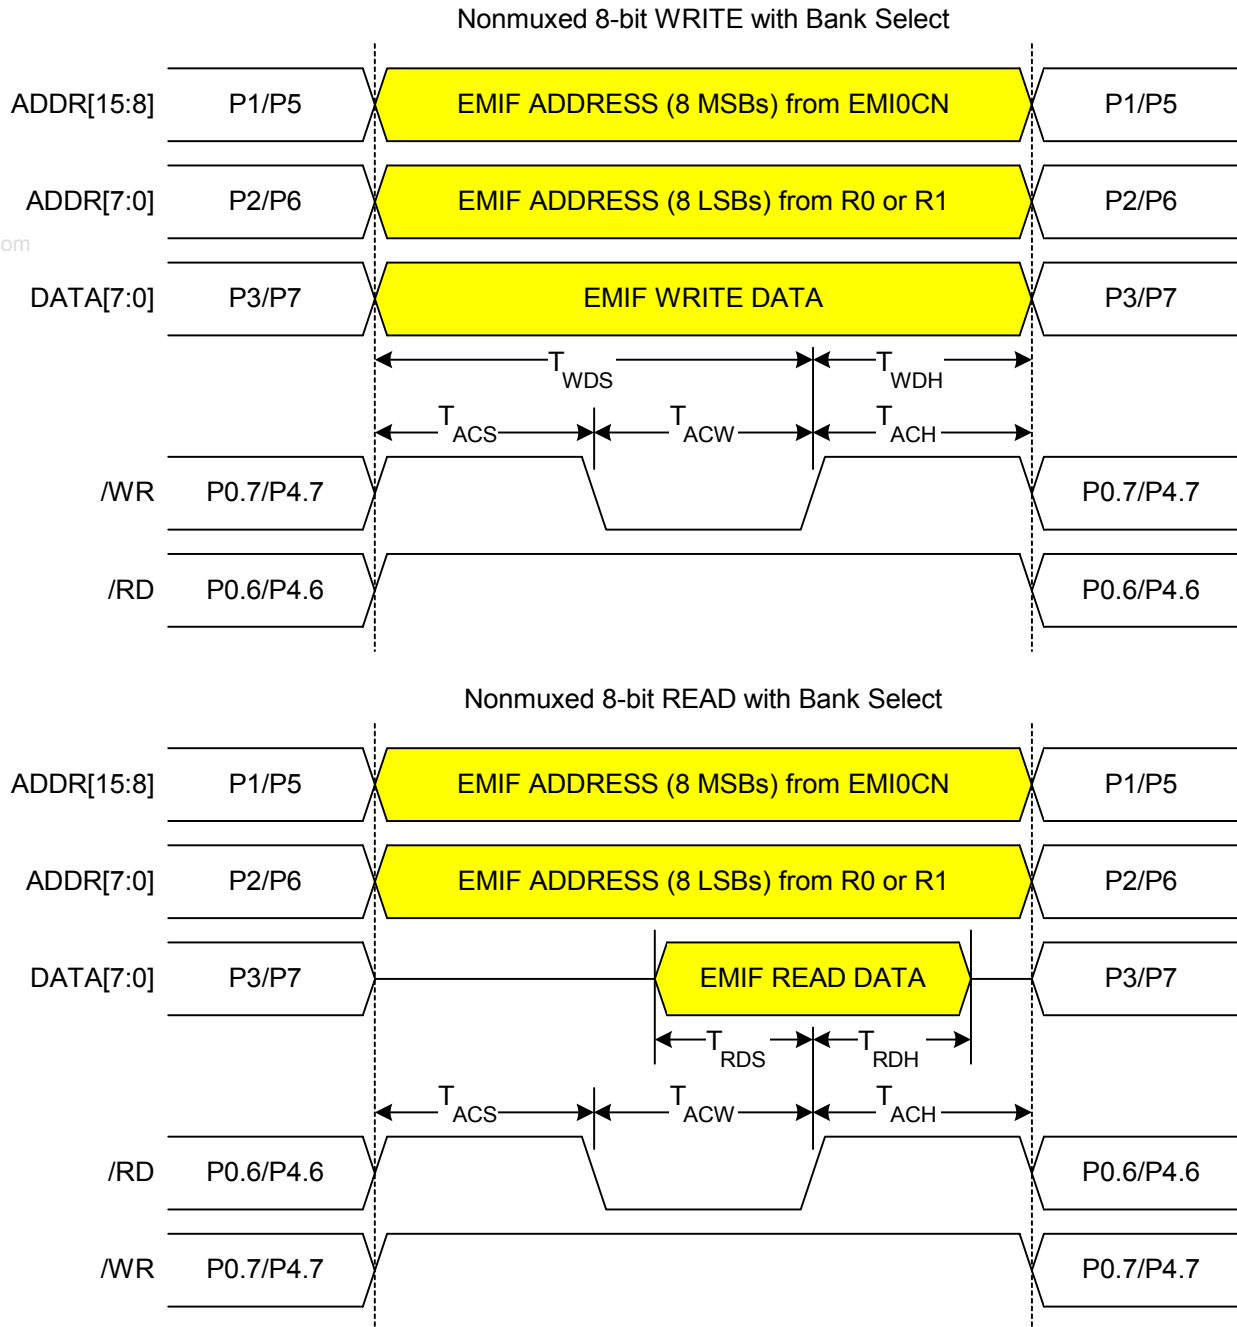 Nonmuxed 8-bit WRITE with Bank Select
ADDR[15:8] P1/P5 EMIF ADDRESS (8 MSBs) from EMI0CN P1/P5
ADDR[7:0] P2/P6 EMIF ADDRESS (8 LSBs) from R0 or R1 P2/P6
om
DATA[7:0] P3/P7 EMIF WRITE DATA P3/P7
TWDS TWDH
TACS TACW TACH
/WR P0.7/P4.7 P0.7/P4.7
/RD P0.6/P4.6 P0.6/P4.6
Nonmuxed 8-bit READ with Bank Select
ADDR[15:8] P1/P5 EMIF ADDRESS (8 MSBs) from EMI0CN P1/P5
ADDR[7:0] P2/P6 EMIF ADDRESS (8 LSBs) from R0 or R1 P2/P6
DATA[7:0] P3/P7 EMIF READ DATA P3/P7
TRDS TRDH
TACS TACW TACH
/RD P0.6/P4.6 P0.6/P4.6
/WR P0.7/P4.7 P0.7/P4.7